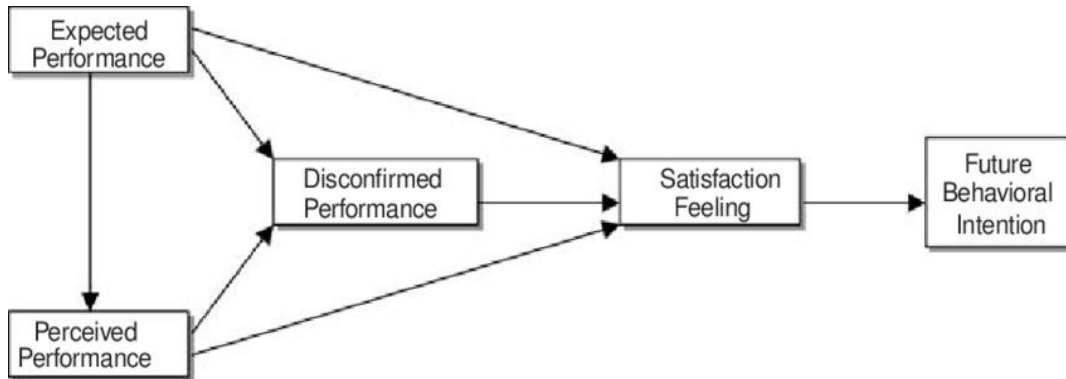 Expected
Performance
Disconfirmed
Performance
Satisfaction
Feeling
Future
Behavioral
Intention
Perceived
Performance